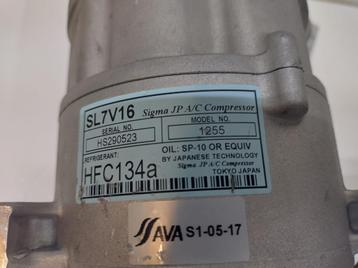 SL7V16 Sigma JP A/C Compressor
SERIAL NO. MODEL NO.
HS290523 1255
REFRIGERANT: OIL: SP-10 OR EQUIV
HFC134a BY JAPANESE TECHNOLOGY
Sigma JP A/C Compressor
TOKYO JAPAN
AVA S1-05-17